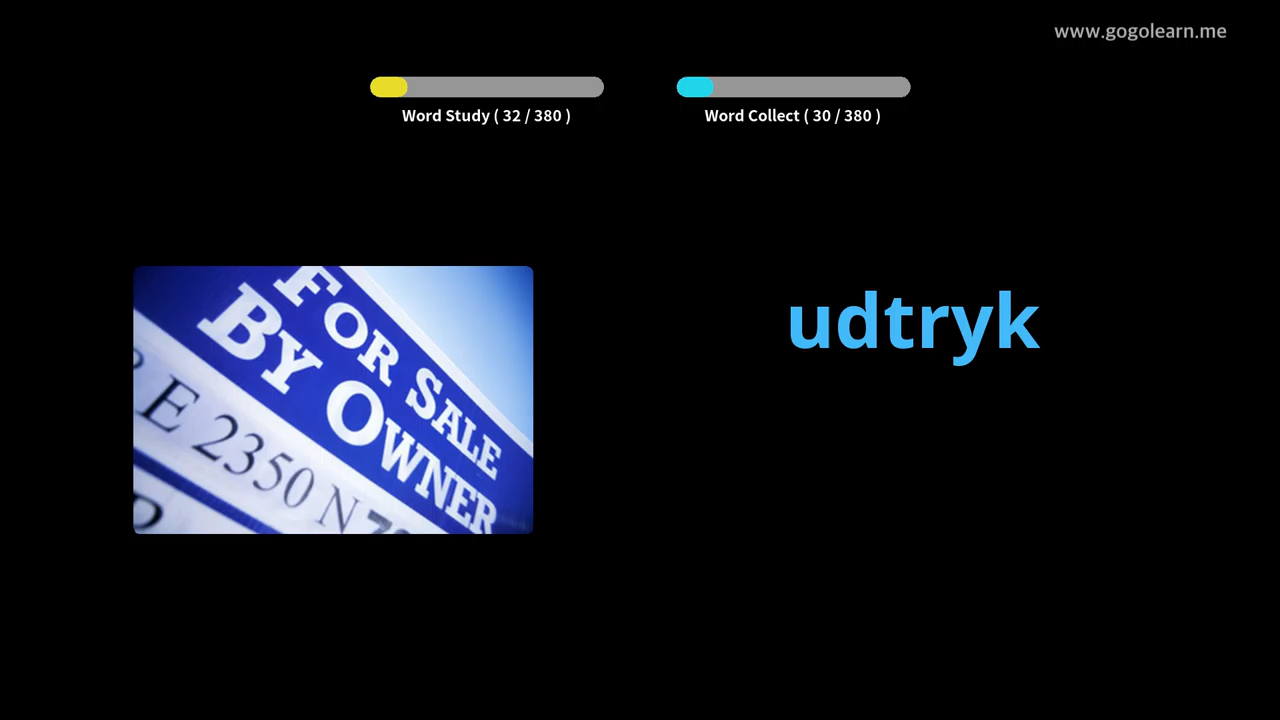 www.gogolearn.me
Word Study ( 32 / 380 )
Word Collect ( 30 / 380 )
udtryk
FOR SALE
BY OWNER
E 2350 N